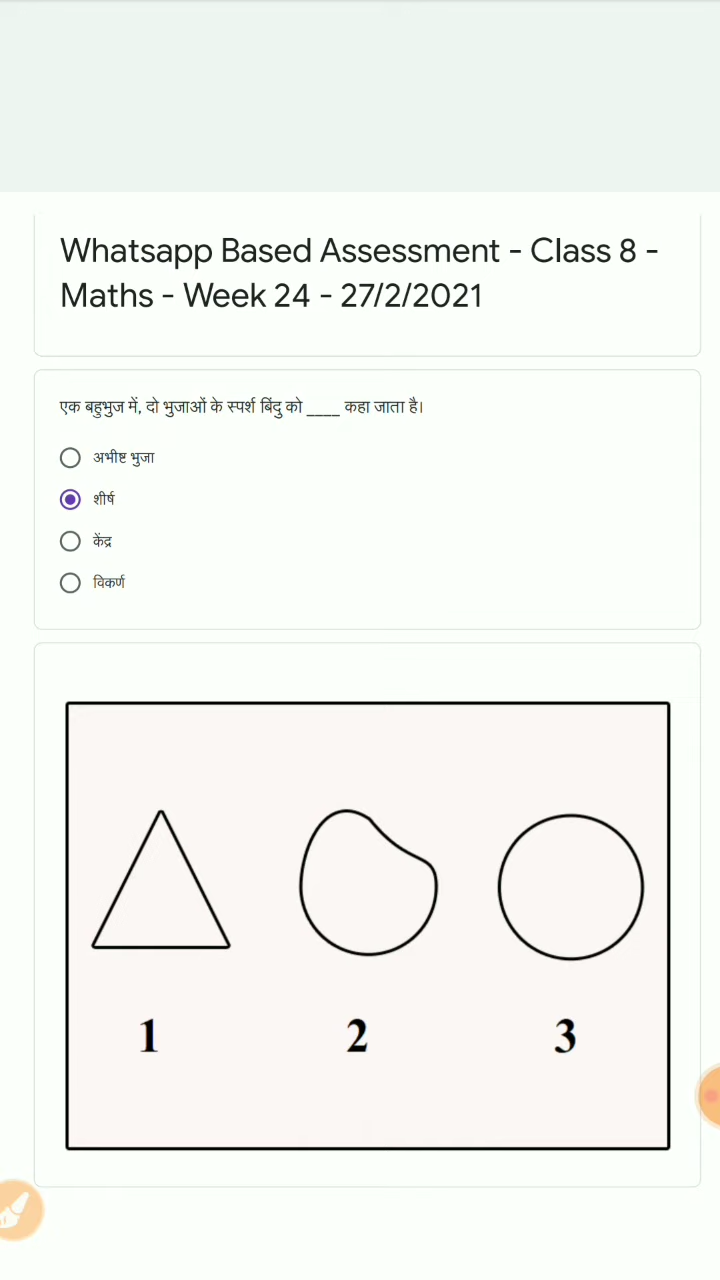 Whatsapp Based Assessment - Class 8 -
Maths - Week 24 - 27/2/2021
एक बहुभुज में, दो भुजाओं के स्पर्श बिंदु को ____ कहा जाता है।
अभीष्ट भुजा
शीर्ष
केंद्र
विकर्ण
1 2 3